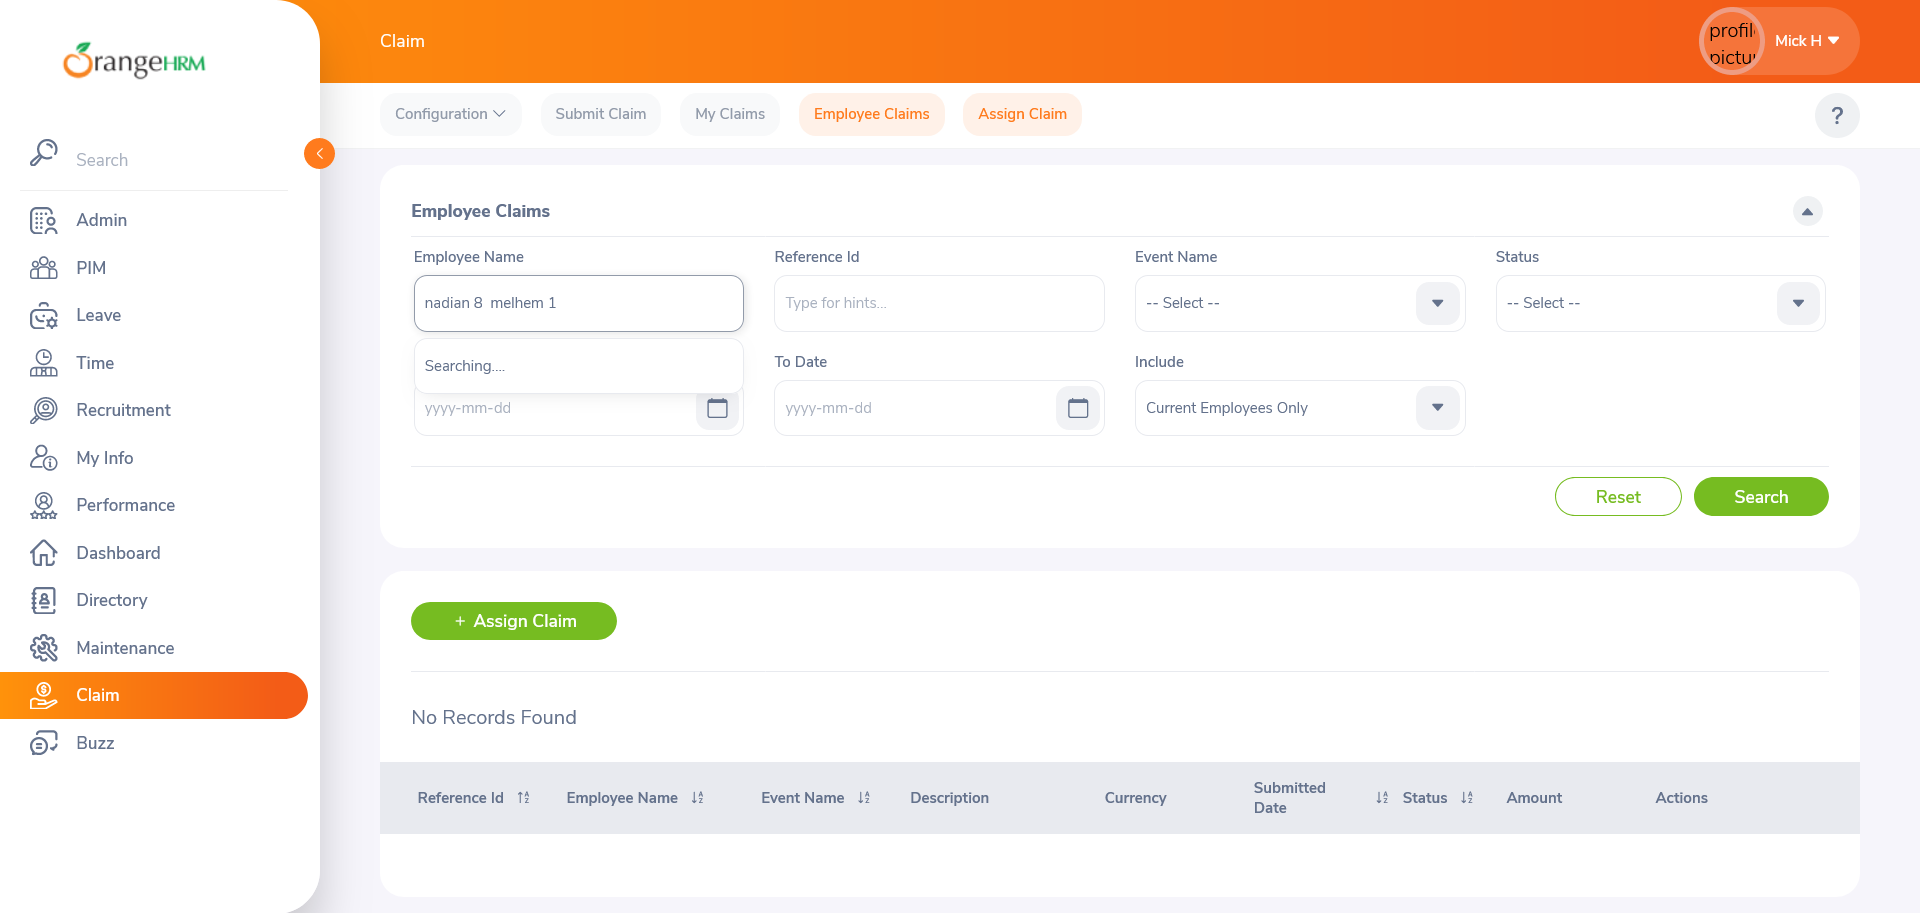 OrangeHRM
Claim
profile
picture
Mick H
Search
Admin
PIM
Leave
Time
Recruitment
My Info
Performance
Dashboard
Directory
Maintenance
Claim
Buzz
Configuration
Submit Claim
My Claims
Employee Claims
Assign Claim
?
Employee Claims
Employee Name
Reference Id
Event Name
Status
nadian 8  melhem 1
Type for hints...
-- Select --
-- Select --
Searching....
To Date
Include
yyyy-mm-dd
yyyy-mm-dd
Current Employees Only
Reset
Search
+ Assign Claim
No Records Found
Reference Id
Employee Name
Event Name
Description
Currency
Submitted
Date
Status
Amount
Actions